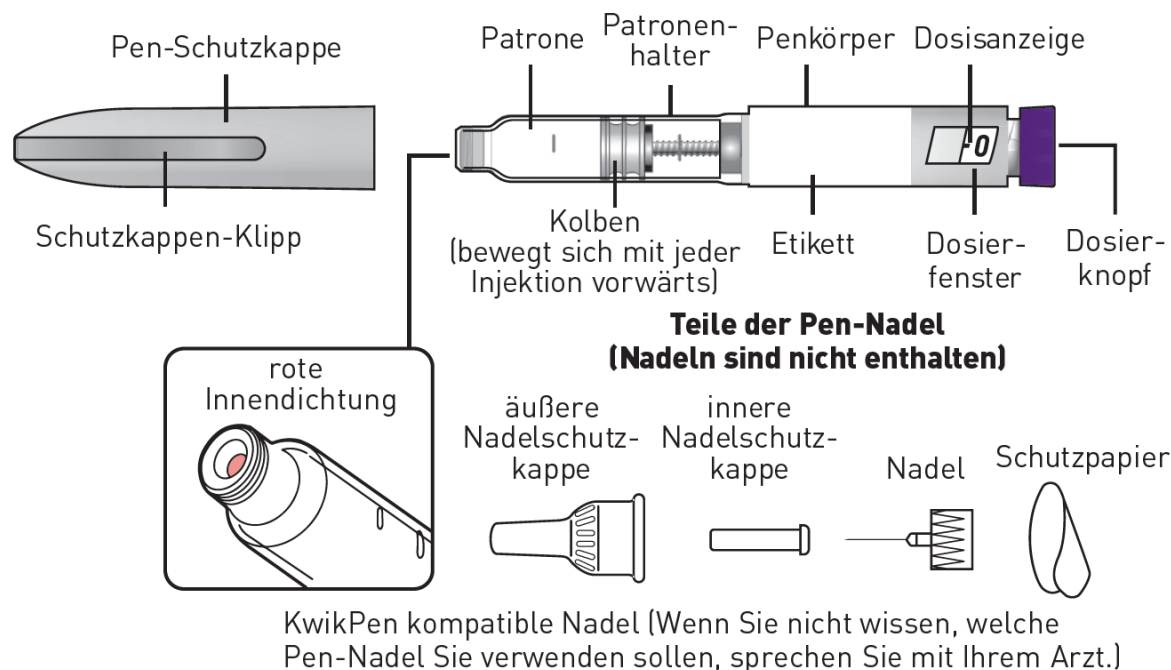 Pen-Schutzkappe
Patrone
Patronen-
halter
Penkörper
Dosisanzeige
0
Schutzkappen-Klipp
Kolben
(bewegt sich mit jeder
Injektion vorwärts)
Etikett
Dosier-
fenster
Dosier-
knopf
Teile der Pen-Nadel
(Nadeln sind nicht enthalten)
rote
Innendichtung
äußere
Nadelschutz-
kappe
innere
Nadelschutz-
kappe
Nadel
Schutzpapier
KwikPen kompatible Nadel (Wenn Sie nicht wissen, welche
Pen-Nadel Sie verwenden sollen, sprechen Sie mit Ihrem Arzt.)